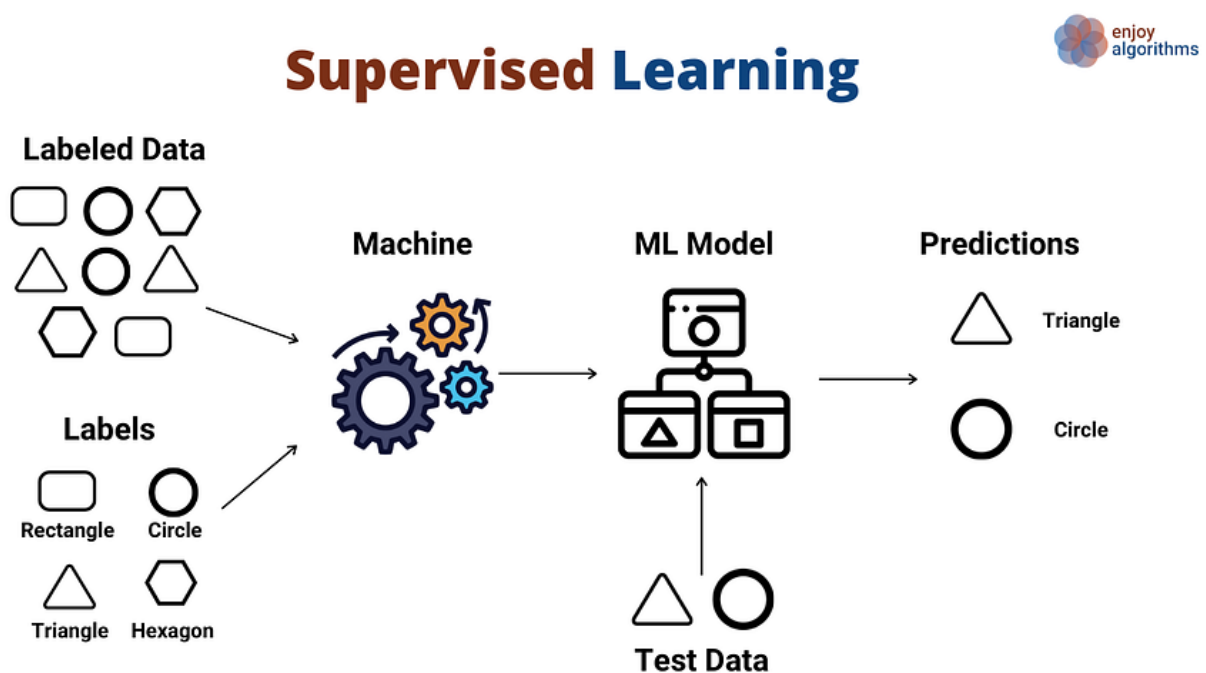 enjoy
algorithms
Supervised Learning
Labeled Data
Machine
ML Model
Predictions
Triangle
Circle
Labels
Rectangle
Circle
Triangle
Hexagon
Test Data